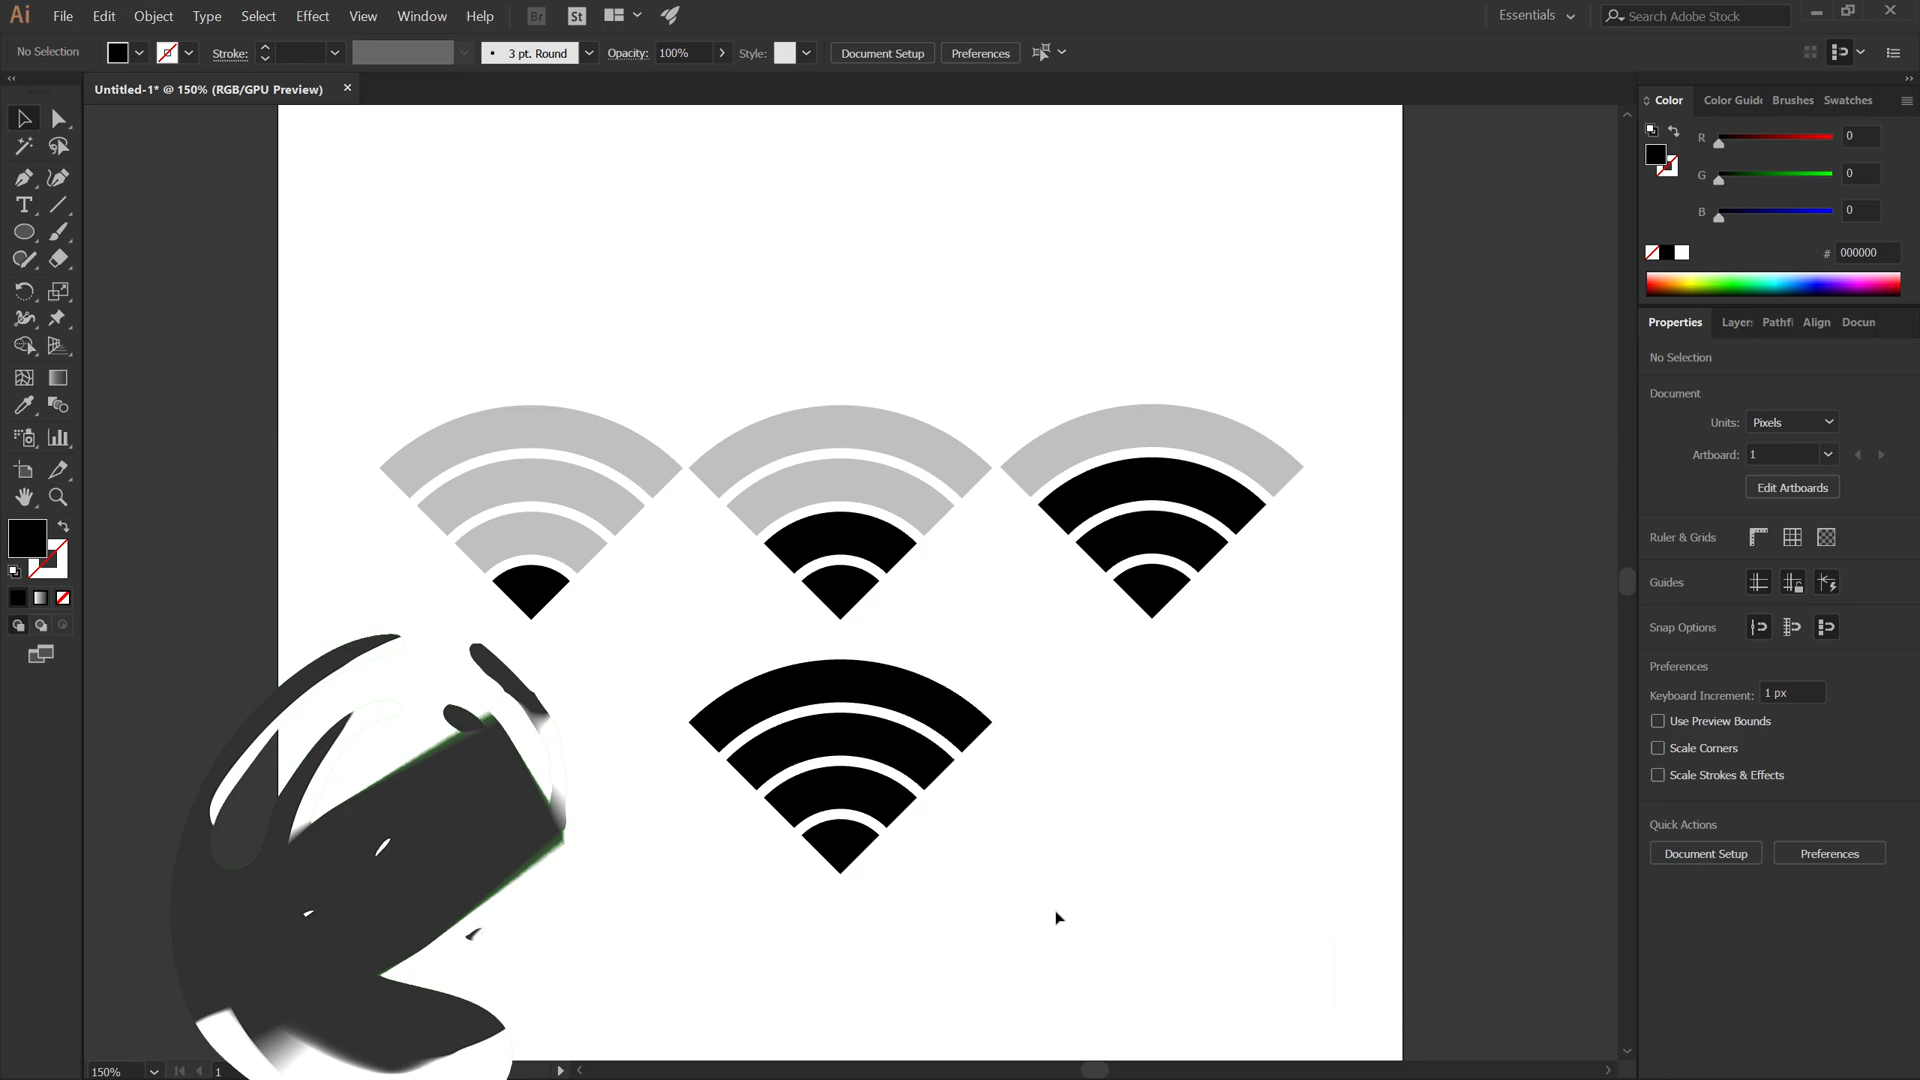 Ai File Edit Object Type Select Effect View Window Help Br St Essentials Search Adobe Stock
No Selection Stroke: 3 pt. Round Opacity: 100% Style: Document Setup Preferences
Untitled-1* @ 150% (RGB/GPU Preview)
Color Color Guid Brushes Swatches
R 0
G 0
B 0
# 000000
Properties Layer Pathfi Align Docun
No Selection
Document
Units: Pixels
Artboard: 1
Edit Artboards
Ruler & Grids
Guides
Snap Options
Preferences
Keyboard Increment: 1 px
Use Preview Bounds
Scale Corners
Scale Strokes & Effects
Quick Actions
Document Setup Preferences
150% 1